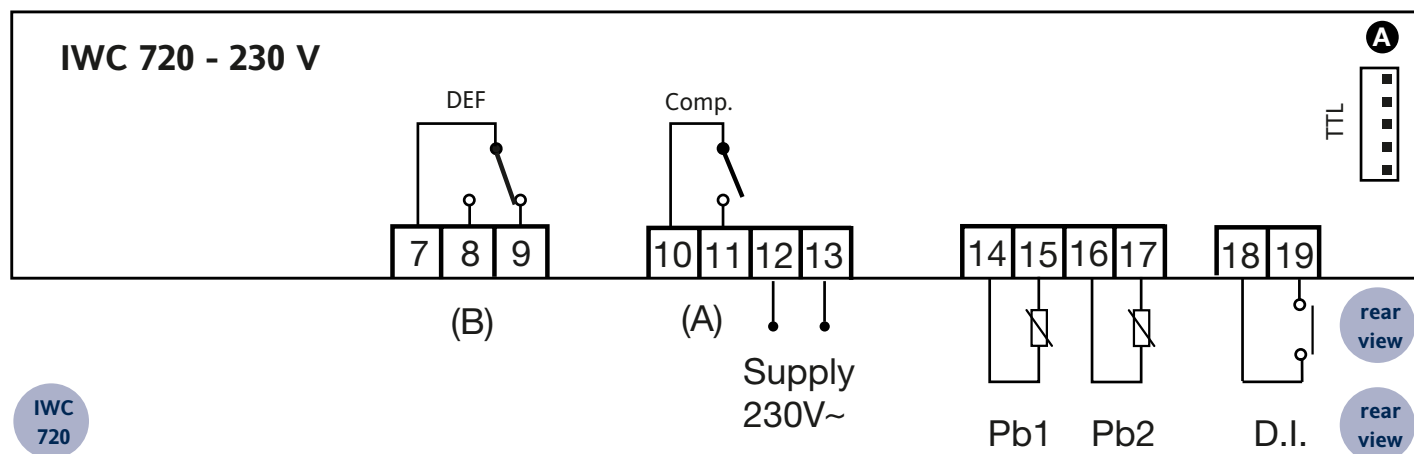 IWC 720 - 230 V
A
TTL
DEF
Comp.
7 8 9
10 11 12 13
14 15 16 17
18 19
(B)
(A)
Supply
230V~
Pb1
Pb2
D.I.
rear
view
IWC
720
rear
view